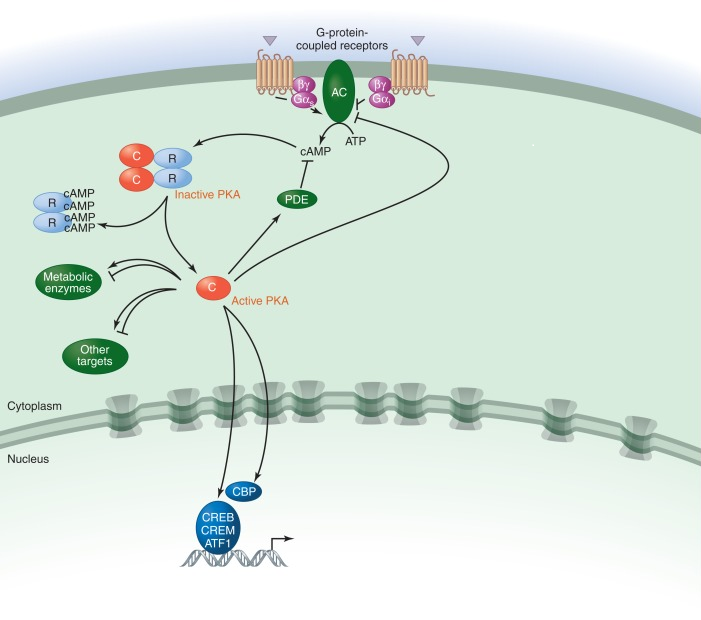 G-protein-
coupled receptors
βγ
Gαs
AC
βγ
Gαi
ATP
cAMP
C
R
C
R
Inactive PKA
PDE
R
R
cAMP
cAMP
cAMP
cAMP
Metabolic
enzymes
C
Active PKA
Other
targets
Cytoplasm
Nucleus
CBP
CREB
CREM
ATF1